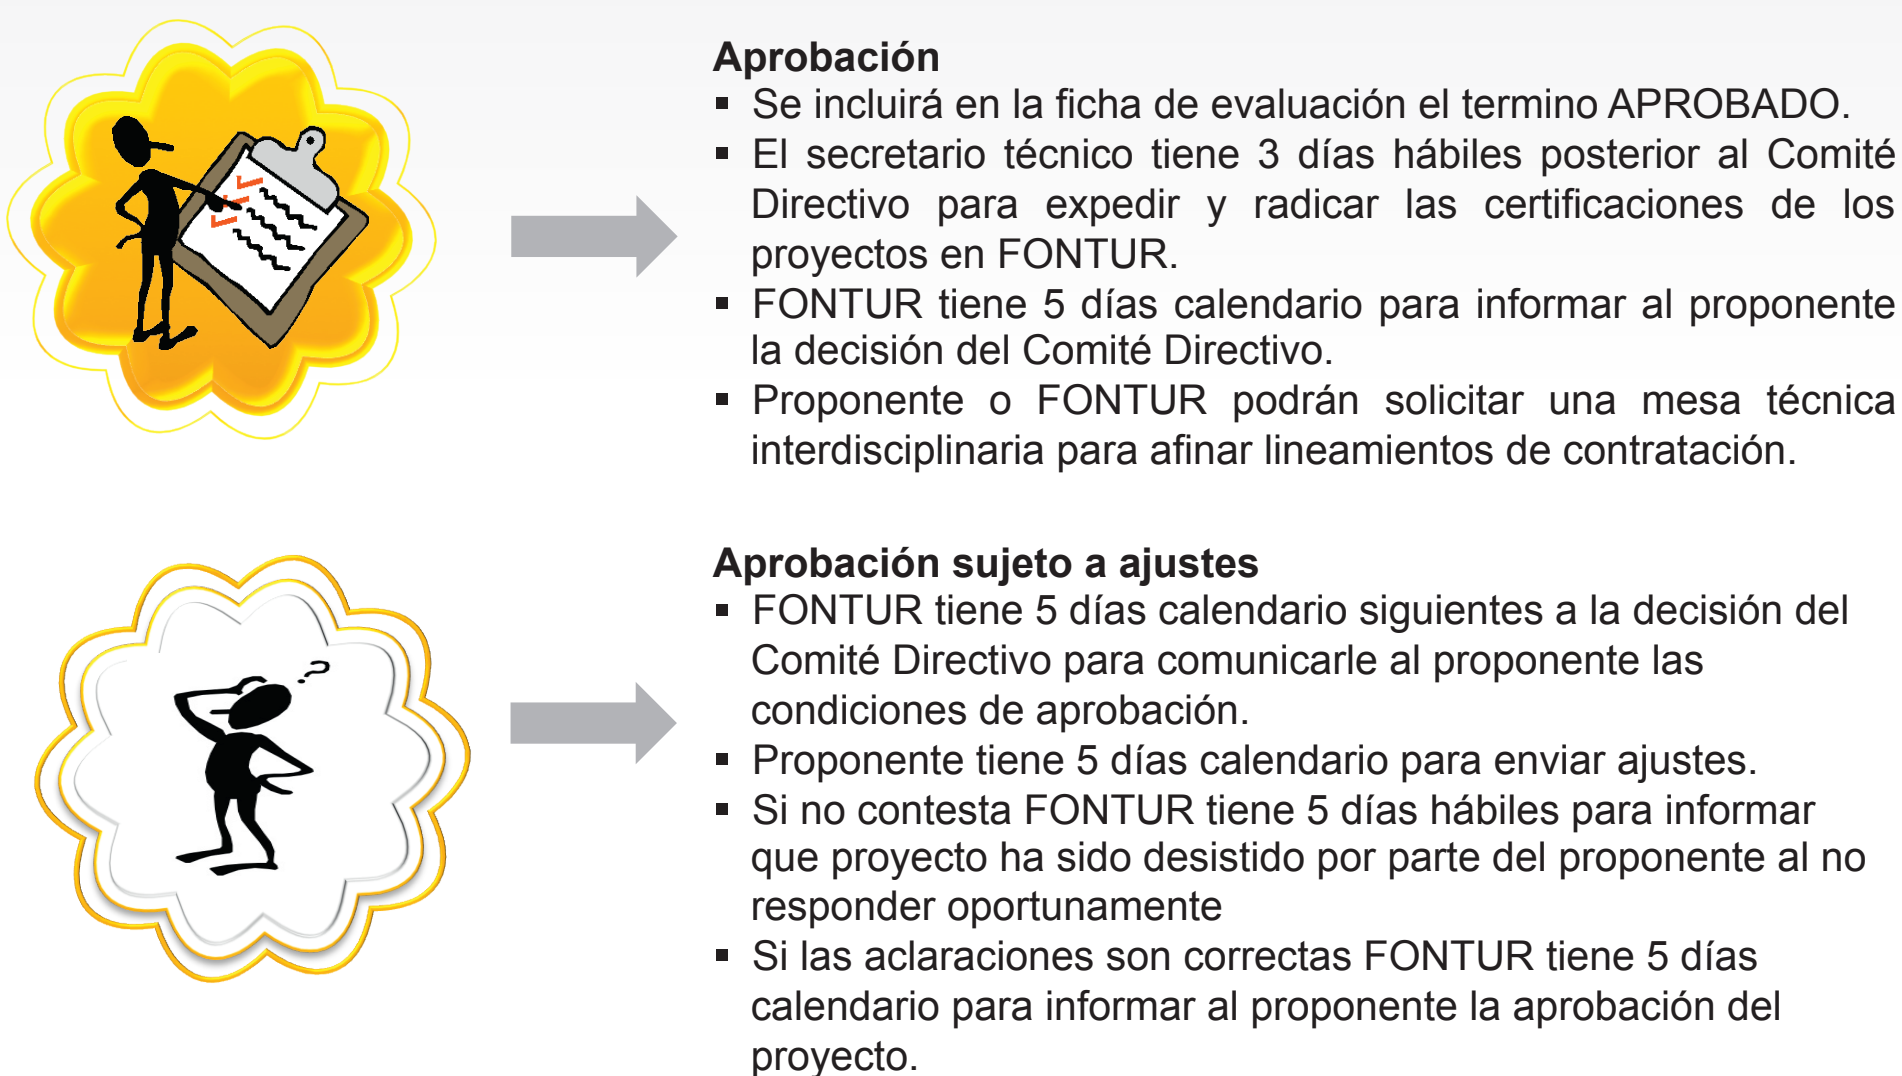 Aprobación
▪ Se incluirá en la ficha de evaluación el termino APROBADO.
▪ El secretario técnico tiene 3 días hábiles posterior al Comité
Directivo para expedir y radicar las certificaciones de los
proyectos en FONTUR.
▪ FONTUR tiene 5 días calendario para informar al proponente
la decisión del Comité Directivo.
▪ Proponente o FONTUR podrán solicitar una mesa técnica
interdisciplinaria para afinar lineamientos de contratación.
?
Aprobación sujeto a ajustes
▪ FONTUR tiene 5 días calendario siguientes a la decisión del
Comité Directivo para comunicarle al proponente las
condiciones de aprobación.
▪ Proponente tiene 5 días calendario para enviar ajustes.
▪ Si no contesta FONTUR tiene 5 días hábiles para informar
que proyecto ha sido desistido por parte del proponente al no
responder oportunamente
▪ Si las aclaraciones son correctas FONTUR tiene 5 días
calendario para informar al proponente la aprobación del
proyecto.